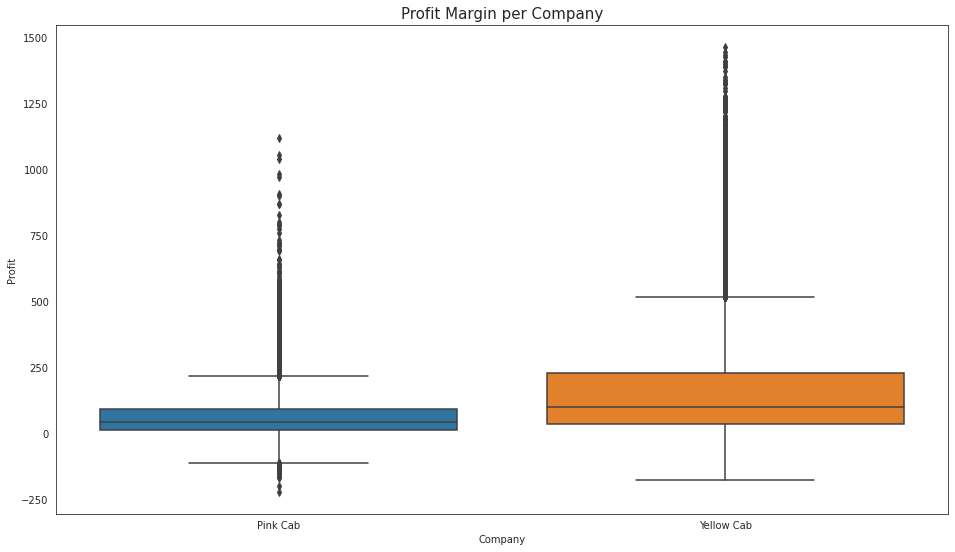 Profit Margin per Company
1500
1250
1000
750
500
250
0
−250
Profit
Pink Cab
Yellow Cab
Company